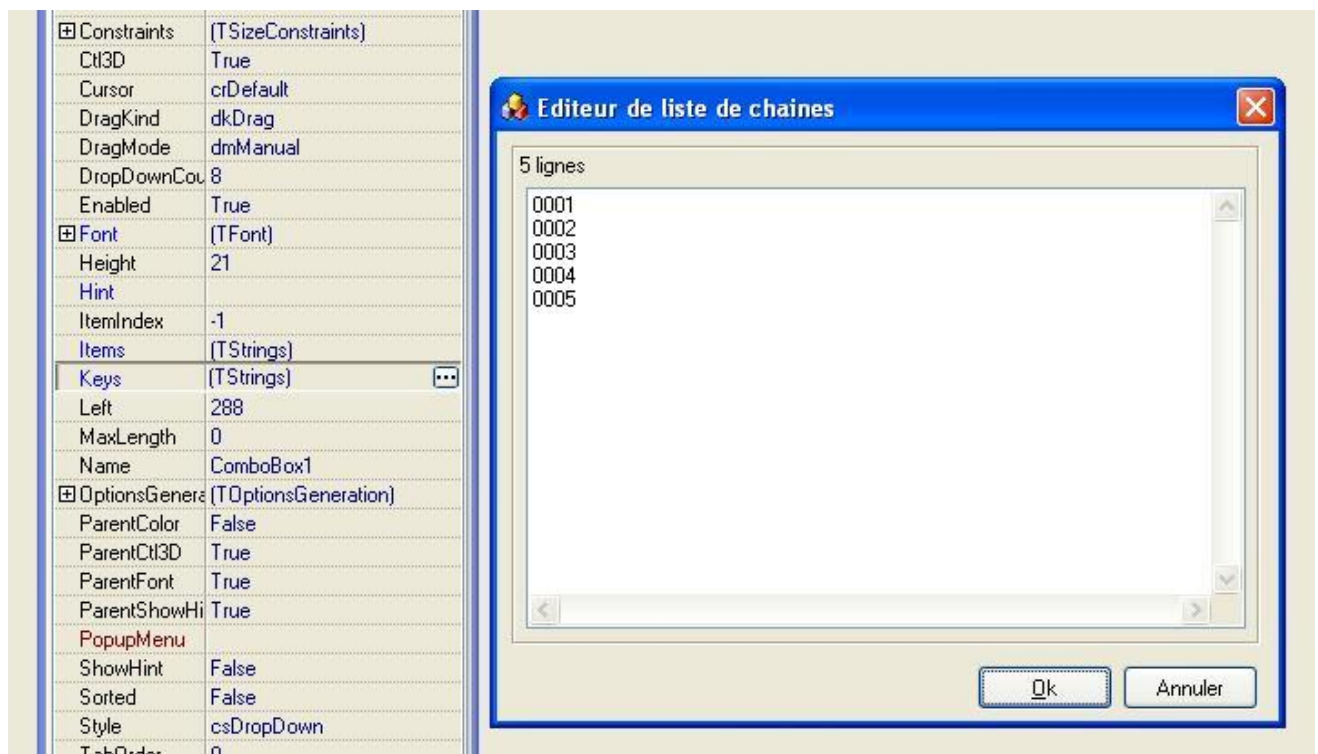 Constraints (TSizeConstraints)
Ctl3D True
Cursor crDefault
DragKind dkDrag
DragMode dmManual
DropDownCou 8
Enabled True
Font (TFont)
Height 21
Hint
ItemIndex -1
Items (TStrings)
Keys (TStrings) ...
Left 288
MaxLength 0
Name ComboBox1
OptionsGenera (TOptionsGeneration)
ParentColor False
ParentCtl3D True
ParentFont True
ParentShowHi True
PopupMenu
ShowHint False
Sorted False
Style csDropDown
TabOrder 0
Editeur de liste de chaines
5 lignes
0001
0002
0003
0004
0005
Ok Annuler